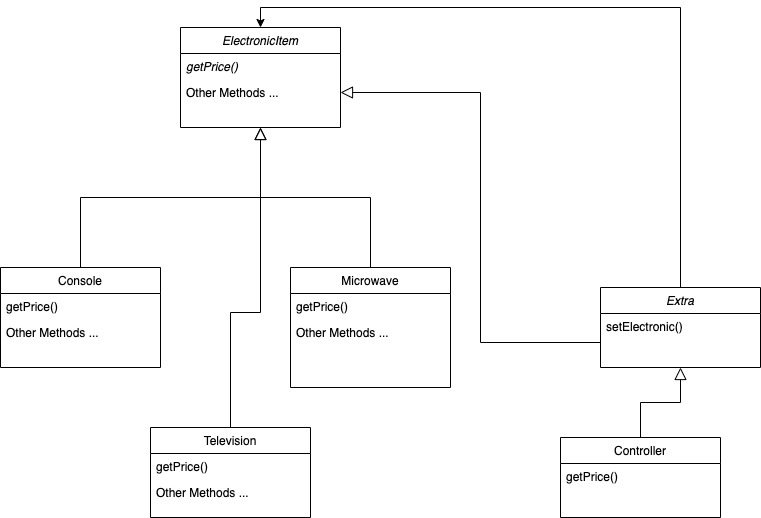 ElectronicItem
getPrice()
Other Methods ...
Console
getPrice()
Other Methods ...
Microwave
getPrice()
Other Methods ...
Extra
setElectronic()
Television
getPrice()
Other Methods ...
Controller
getPrice()